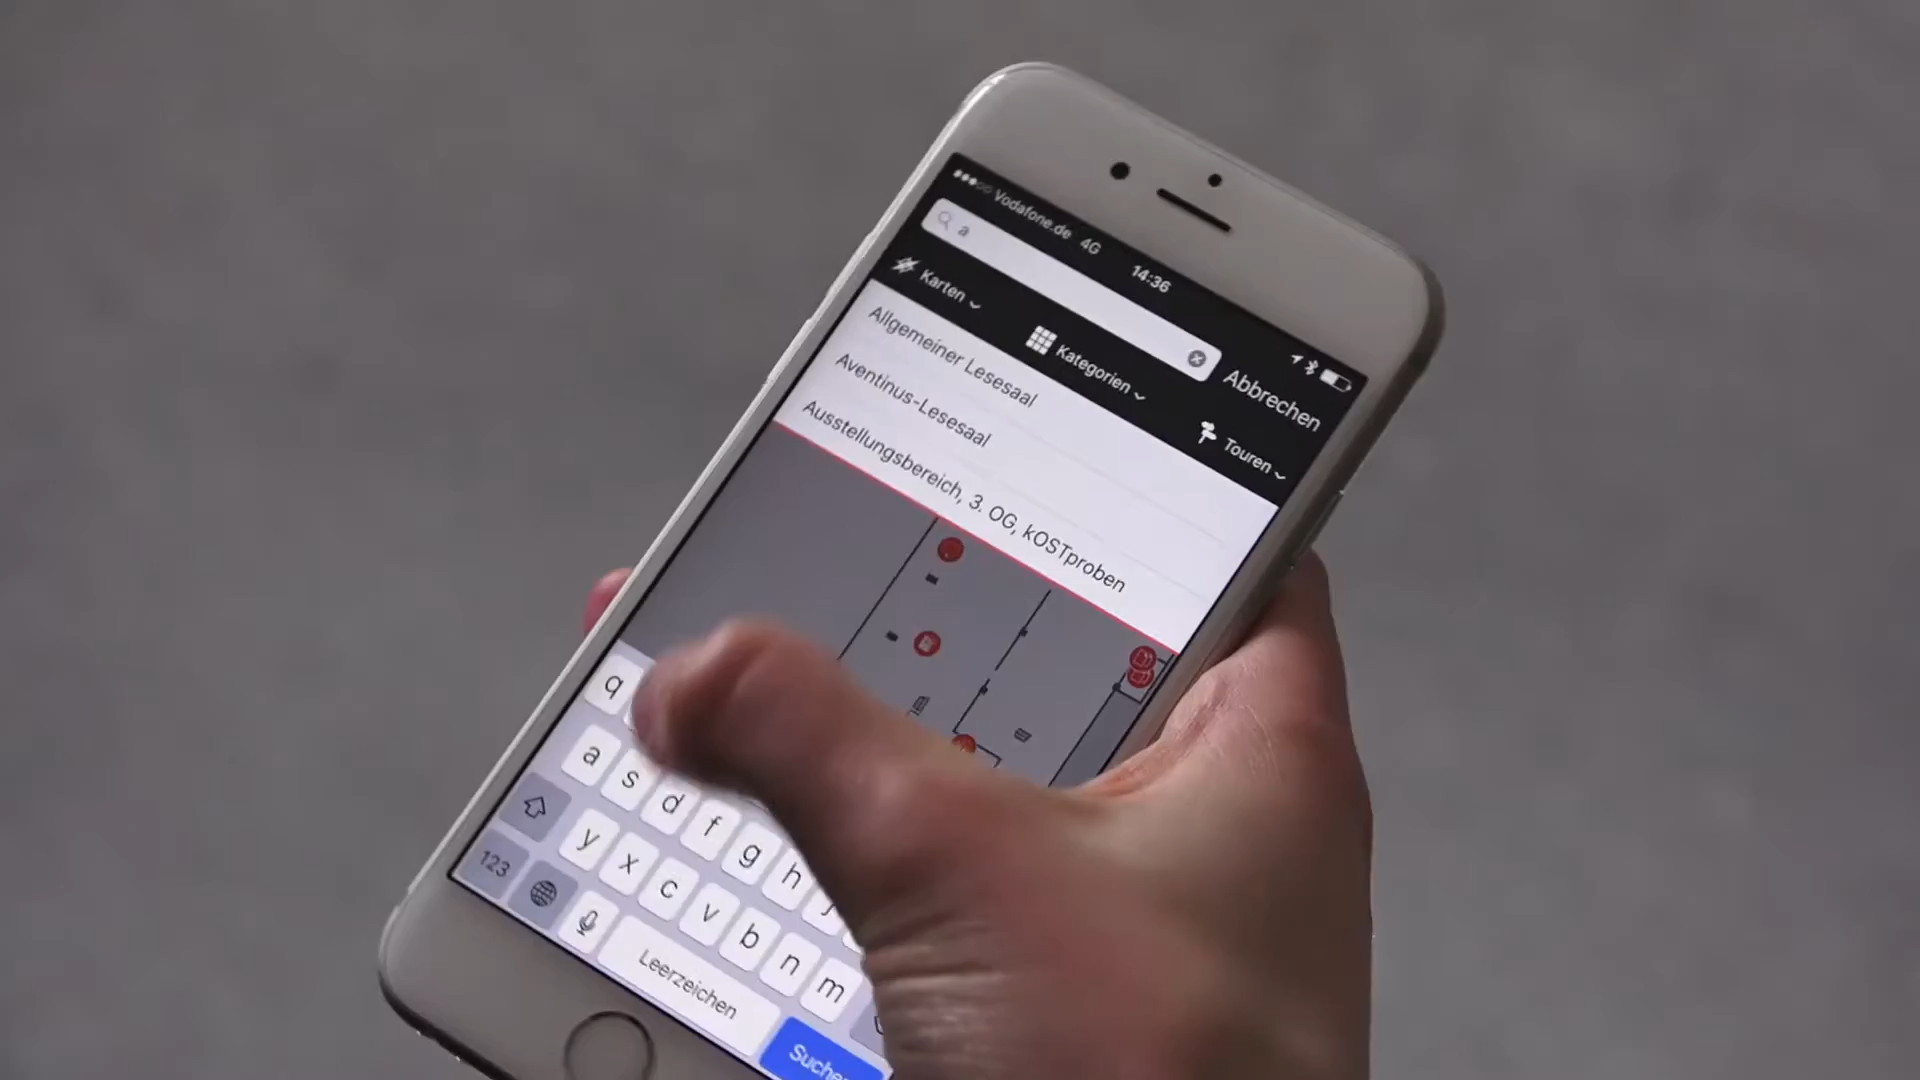 Vodafone.de 4G 14:36
a
Abbrechen
Karten
Kategorien
Touren
Allgemeiner Lesesaal
Aventinus-Lesesaal
Ausstellungsbereich, 3. OG, kOSTproben
q
a s d f g h j
y x c v b n m
123
Leerzeichen